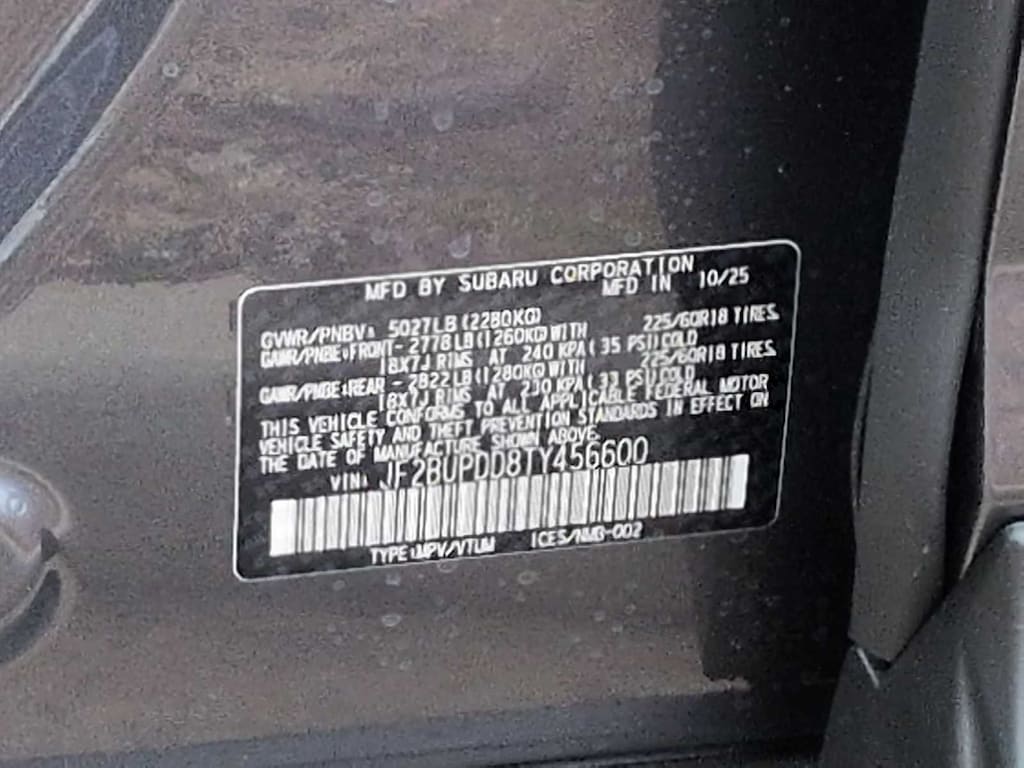 MFD BY SUBARU CORPORATION
MFD IN 10/25
GVWR/PNBV: 5027LB (2280KG)
GAWR/PNBE:FRONT- 2778LB(1260KG)WITH 225/60R18 TIRES
18X7J RIMS AT 240 KPA( 35 PSI)COLD
GAWR/PNBE:REAR - 2822LB(1280KG)WITH 225/60R18 TIRES
18X7J RIMS AT 230 KPA( 33 PSI)COLD
THIS VEHICLE CONFORMS TO ALL APPLICABLE FEDERAL MOTOR
VEHICLE SAFETY AND THEFT PREVENTION STANDARDS IN EFFECT ON
THE DATE OF MANUFACTURE SHOWN ABOVE.
VIN: JF2BUPDD8TY456600
TYPE:MPV/VTUM ICES/NMB-002